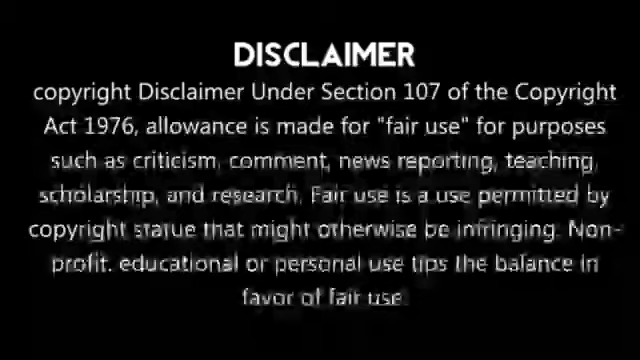 DISCLAIMER
copyright Disclaimer Under Section 107 of the Copyright
Act 1976, allowance is made for "fair use" for purposes
such as criticism, comment, news reporting, teaching,
scholarship, and research. Fair use is a use permitted by
copyright statue that might otherwise be infringing. Non-
profit. educational or personal use tips the balance in
favor of fair use.